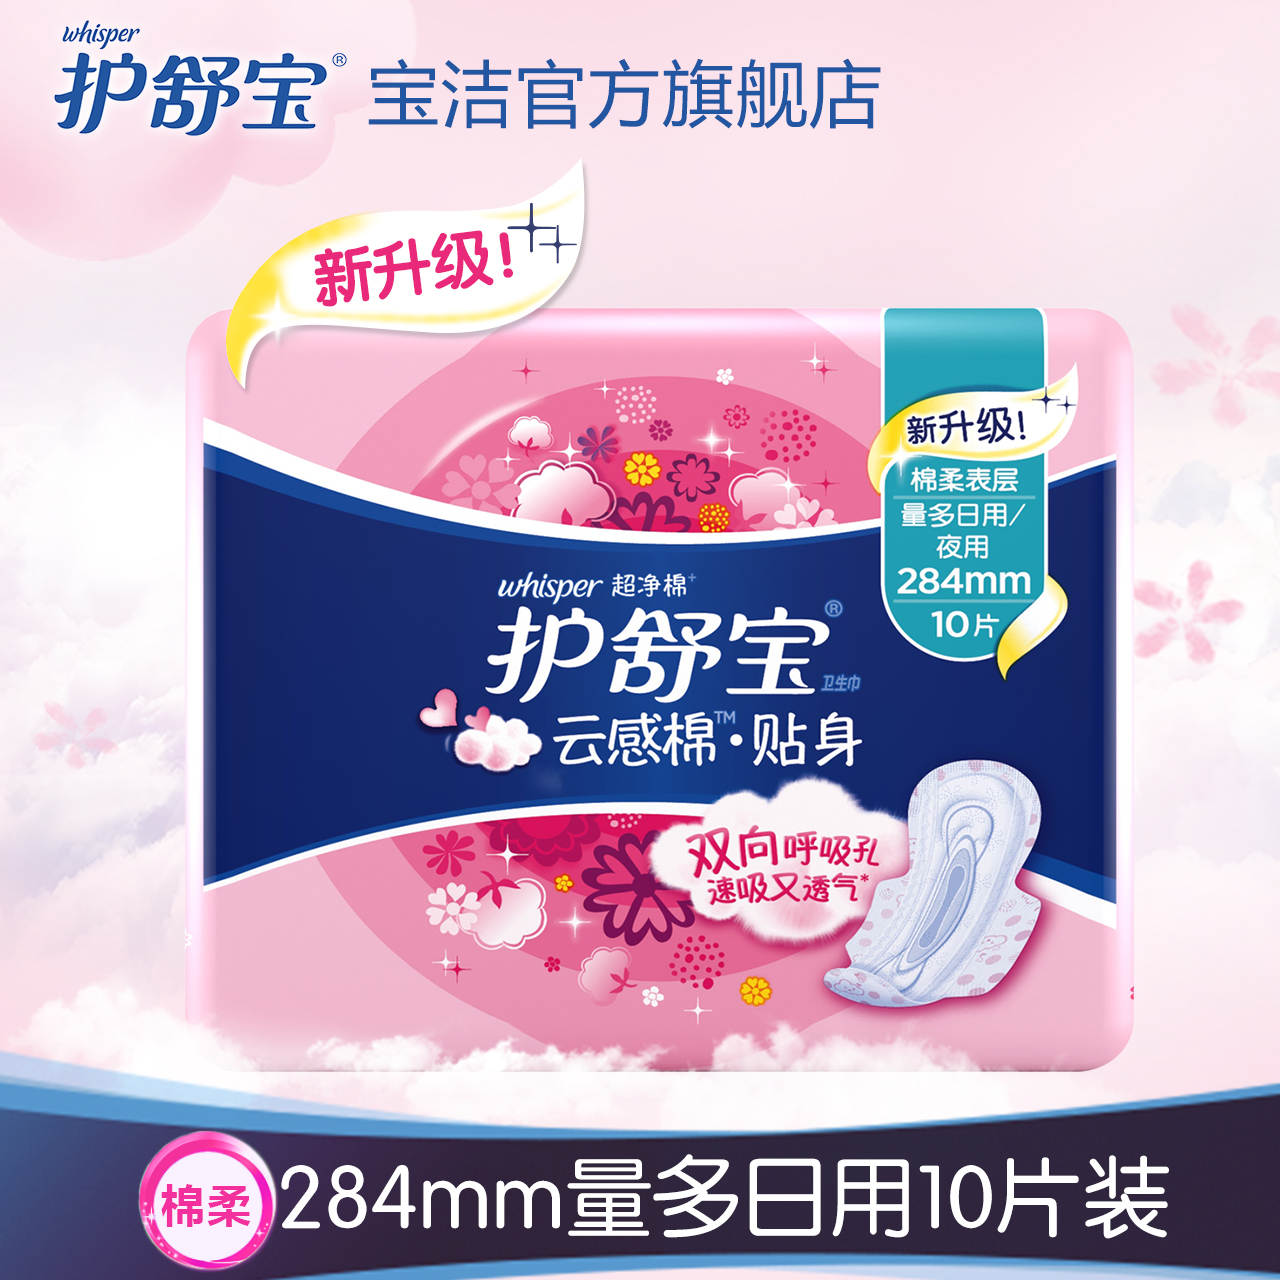 whisper
护舒宝® 宝洁官方旗舰店
新升级!
新升级!
棉柔表层
量多日用/
夜用
284mm
10片
whisper 超净棉+
护舒宝®
卫生巾
云感棉™·贴身
双向呼吸孔
速吸又透气*
棉柔 284mm量多日用10片装